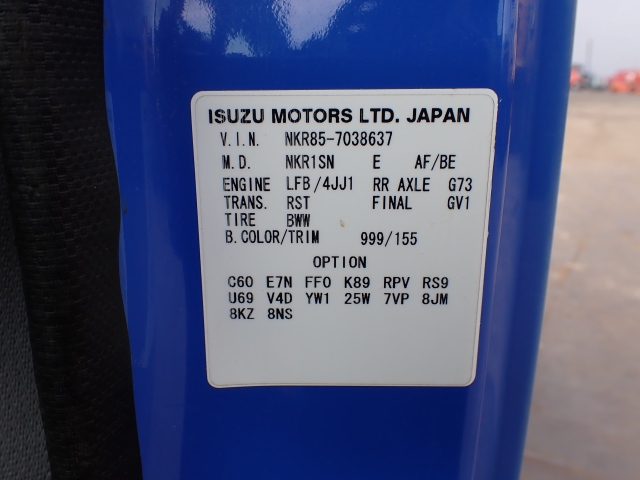 ISUZU MOTORS LTD. JAPAN
V.I.N. NKR85-7038637
M.D. NKR1SN E AF/BE
ENGINE LFB/4JJ1 RR AXLE G73
TRANS. RST FINAL GV1
TIRE BWW
B.COLOR/TRIM 999/155
OPTION
C60 E7N FF0 K89 RPV RS9
U69 V4D YW1 25W 7VP 8JM
8KZ 8NS